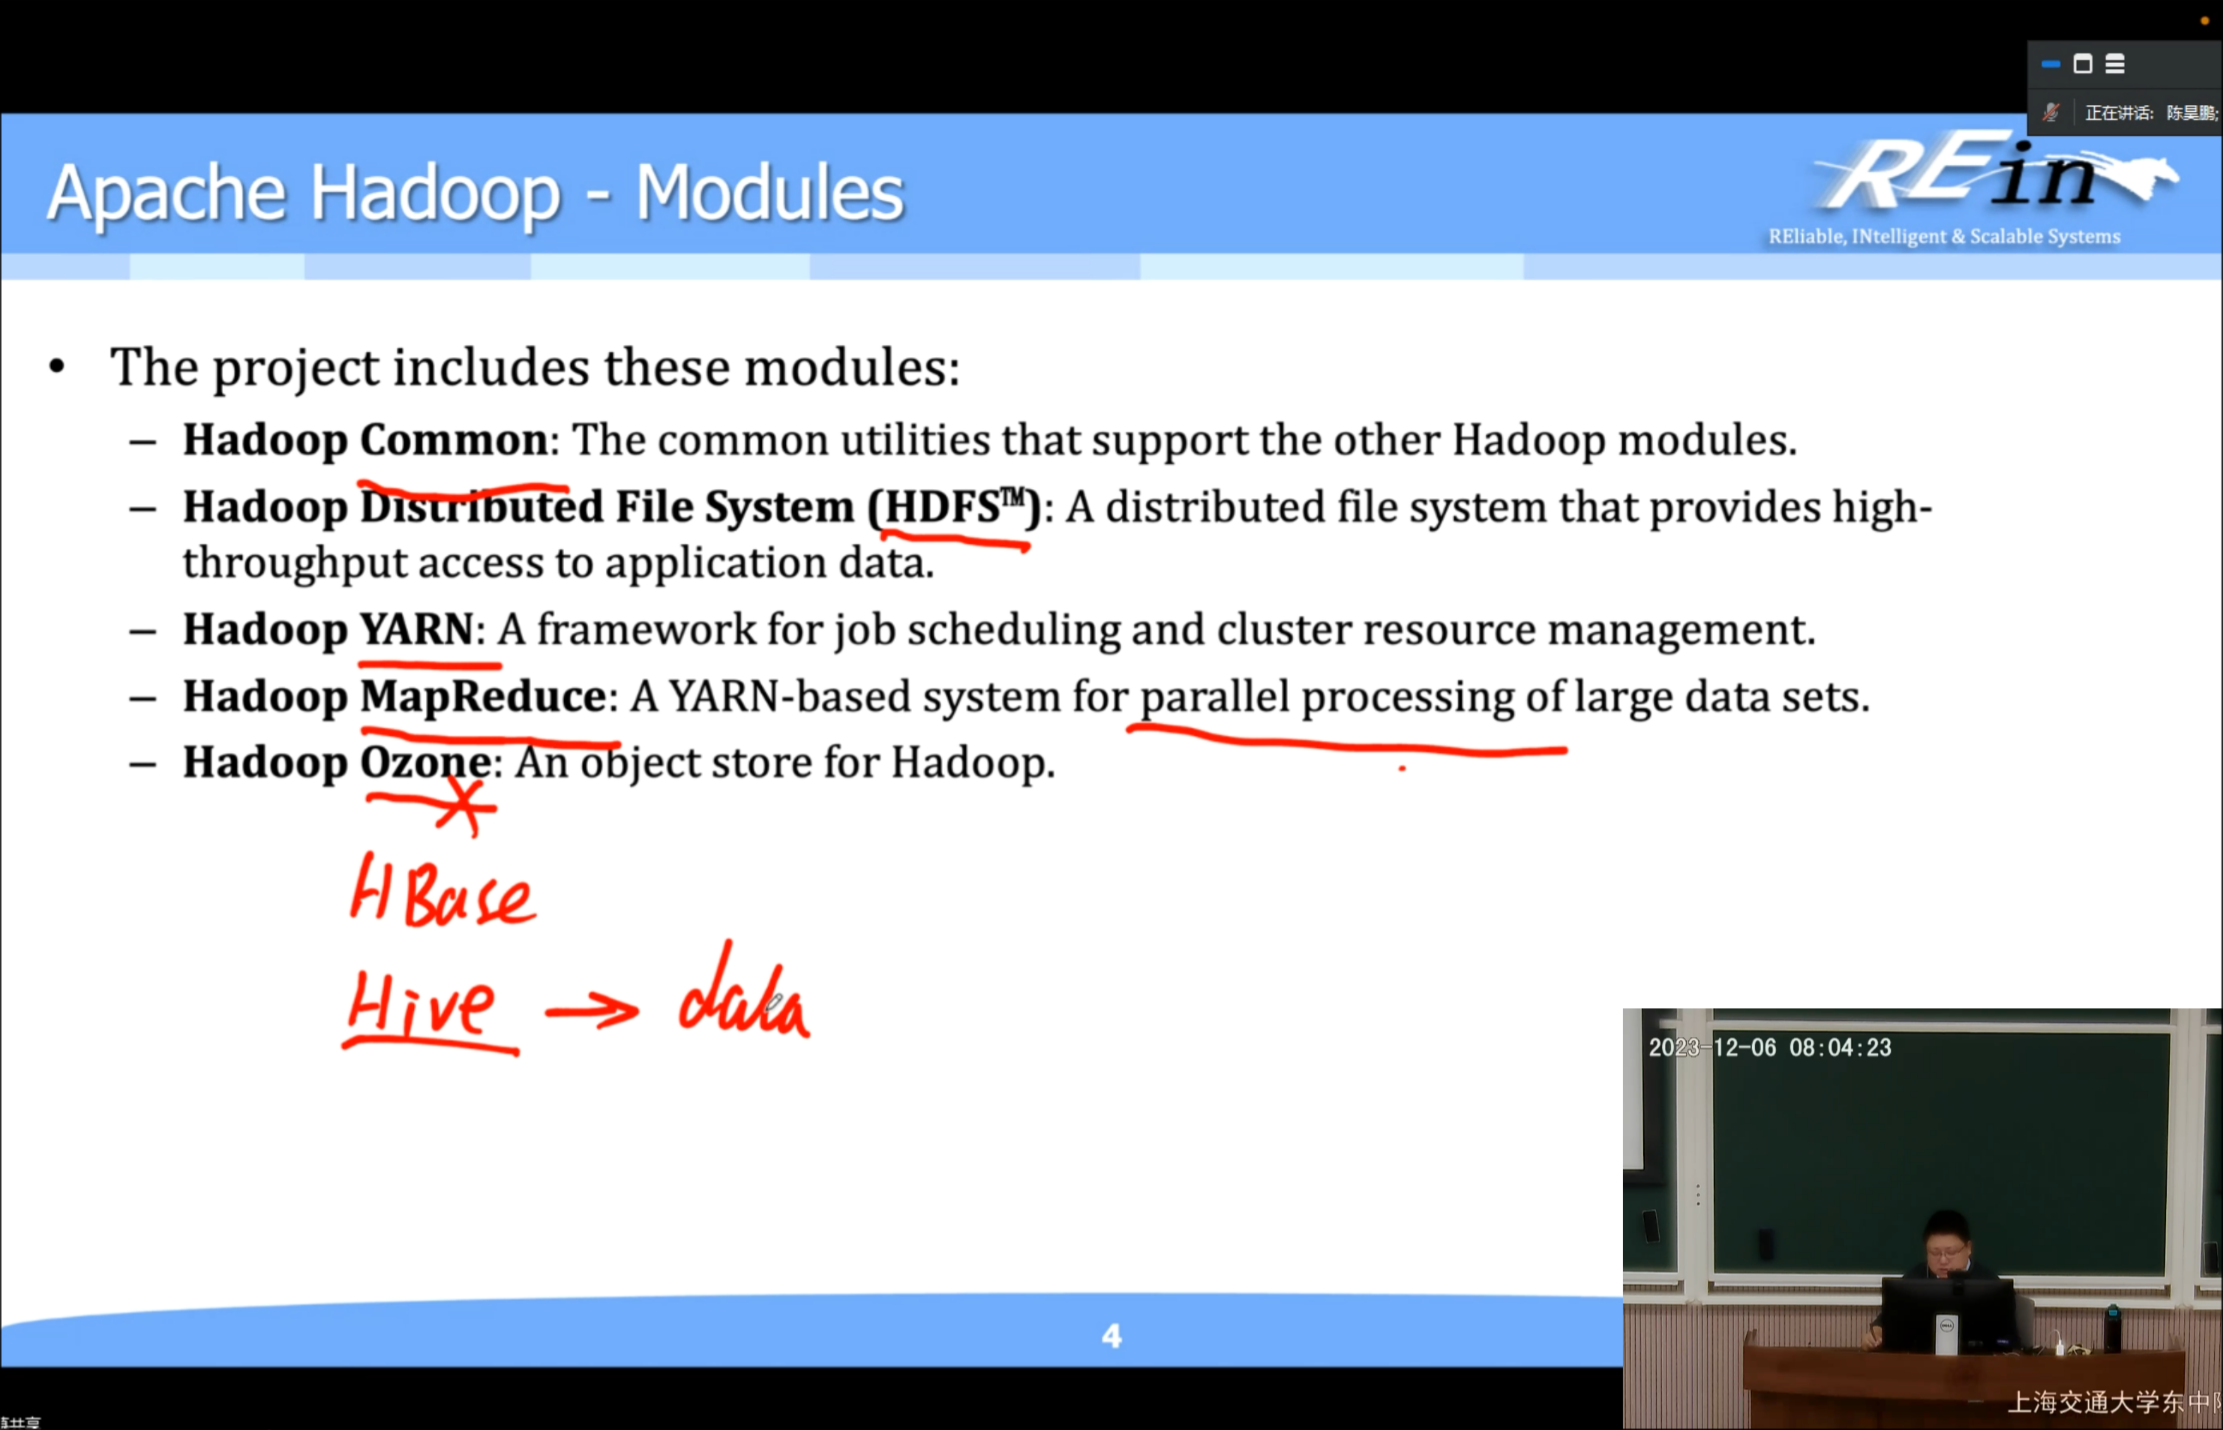 正在讲话: 陈昊鹏;
Apache Hadoop - Modules
REin
REliable, INtelligent & Scalable Systems
• The project includes these modules:
– Hadoop Common: The common utilities that support the other Hadoop modules.
– Hadoop Distributed File System (HDFS™): A distributed file system that provides high-
throughput access to application data.
– Hadoop YARN: A framework for job scheduling and cluster resource management.
– Hadoop MapReduce: A YARN-based system for parallel processing of large data sets.
– Hadoop Ozone: An object store for Hadoop.
HBase
Hive → data
2023-12-06 08:04:23
上海交通大学东中
4